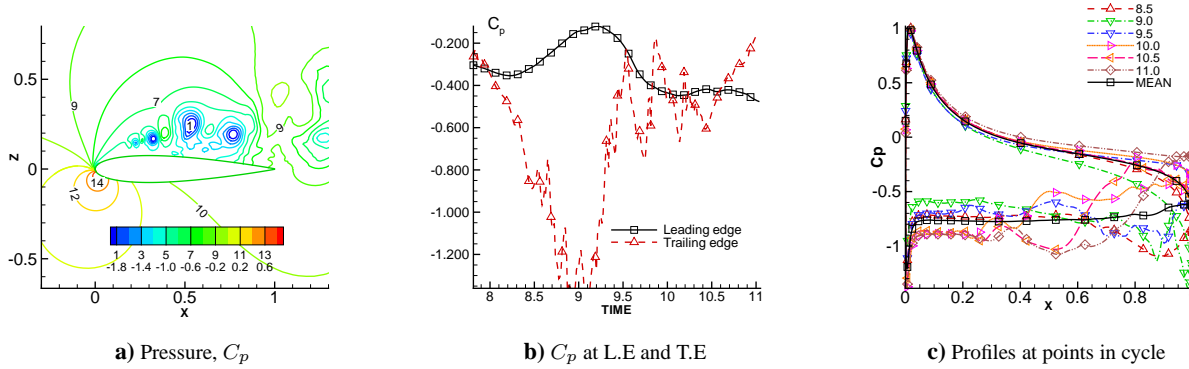 9
7
1
9
14
12
10
Z
0.5
0
-0.5
1 3 5 7 9 11 13
-1.8 -1.4 -1.0 -0.6 -0.2 0.2 0.6
0 0.5 1
X
a) Pressure, Cp
Cp
-0.200
-0.400
-0.600
-0.800
-1.000
-1.200
Leading edge
Trailing edge
8 8.5 9 9.5 10 10.5 11
TIME
b) Cp at L.E and T.E
8.5
9.0
9.5
10.0
10.5
11.0
MEAN
Cp
1
0.5
0
-0.5
-1
0 0.2 0.4 0.6 0.8
X
c) Profiles at points in cycle